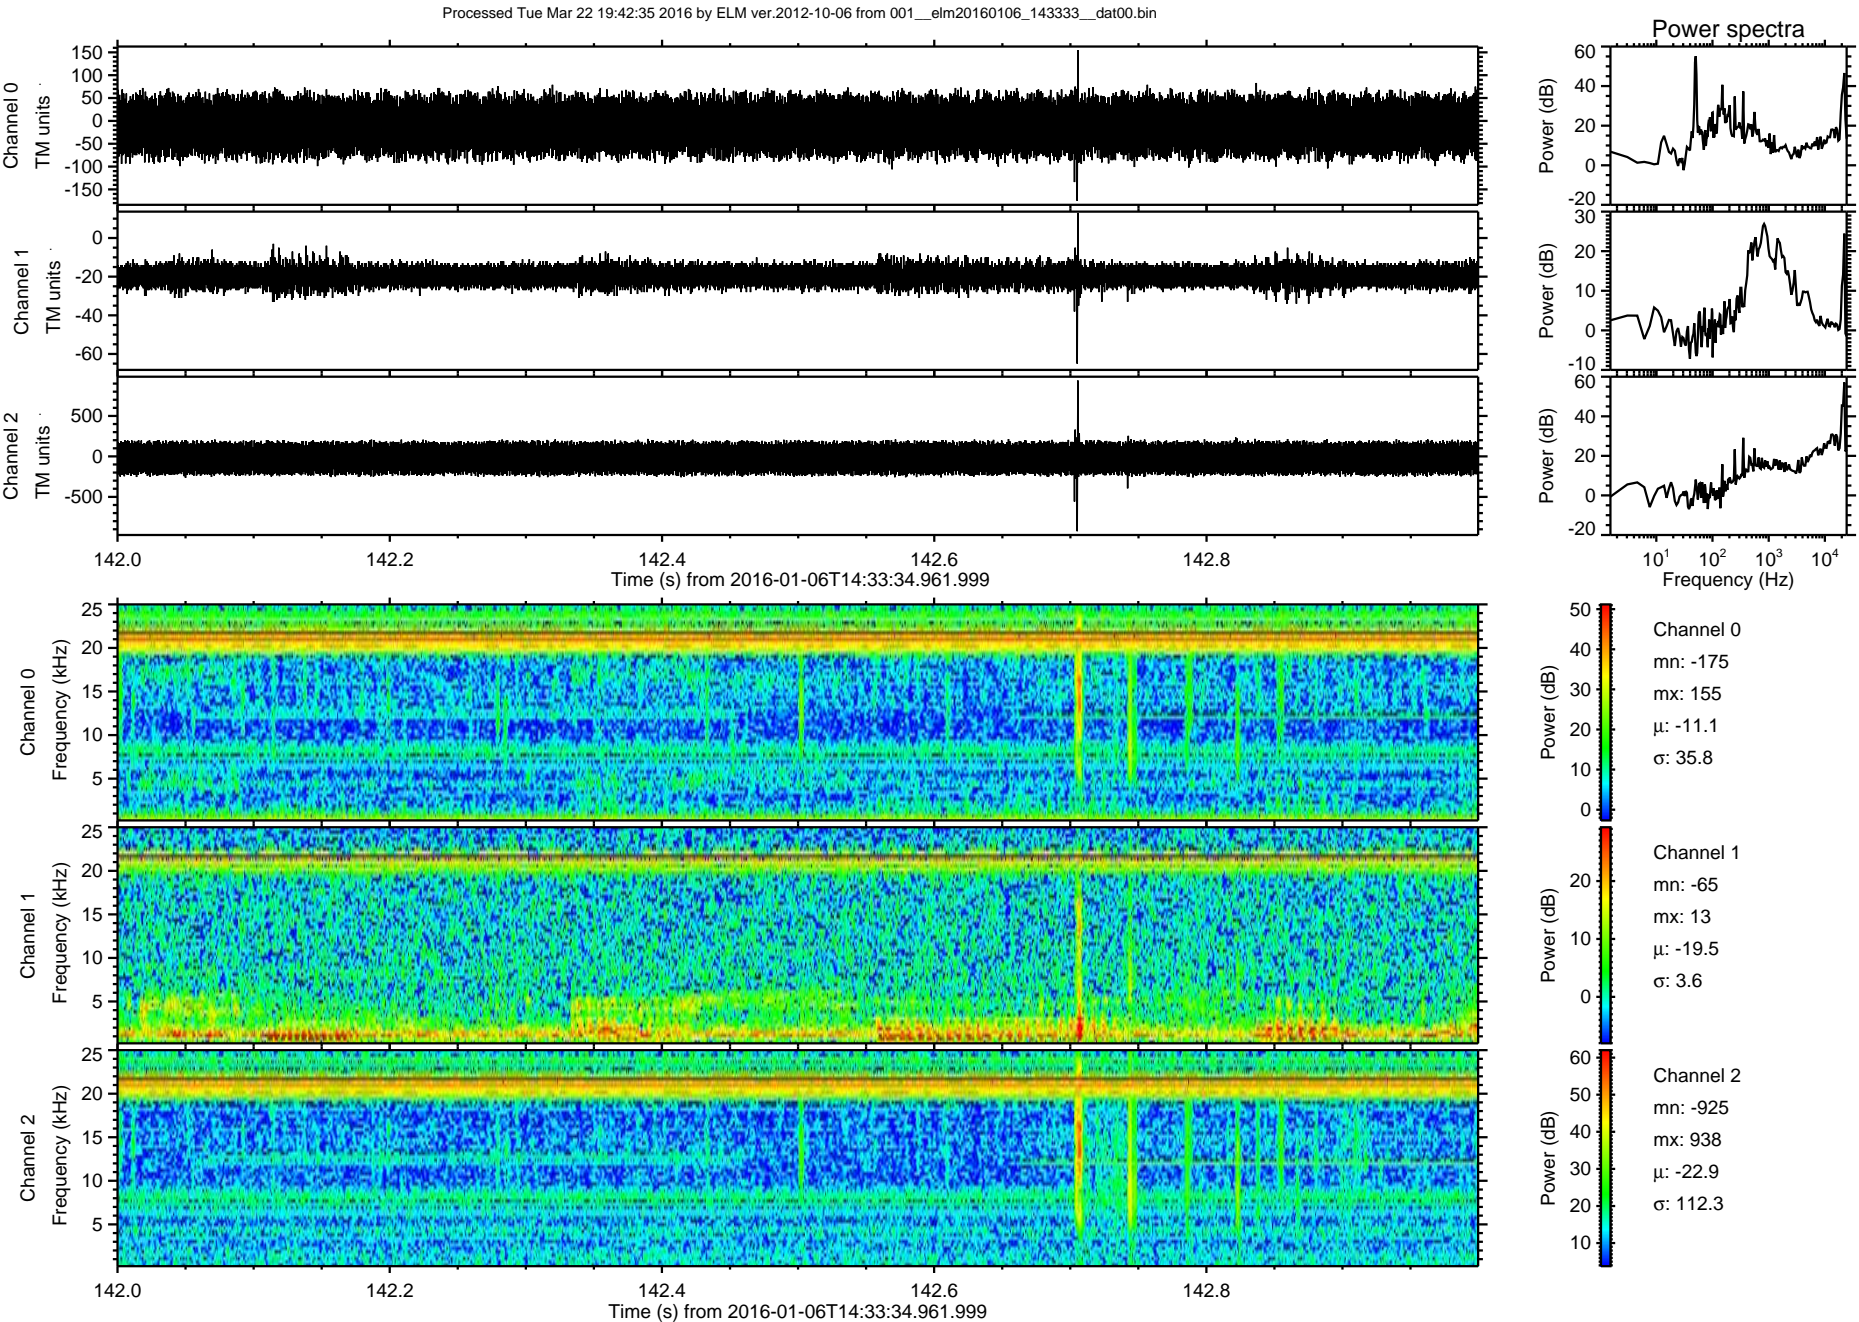 Processed Tue Mar 22 19:42:35 2016 by ELM ver.2012-10-06 from 001__elm20160106_143333__dat00.bin
Power spectra
Channel 0
TM units
150
100
50
0
-50
-100
-150
Power (dB)
60
40
20
0
-20
Channel 1
TM units
0
-20
-40
-60
Power (dB)
30
20
10
0
-10
Channel 2
TM units
500
0
-500
Power (dB)
60
40
20
0
-20
142.0 142.2 142.4 142.6 142.8
Time (s) from 2016-01-06T14:33:34.961.999
10¹ 10² 10³ 10⁴
Frequency (Hz)
Channel 0
Frequency (kHz)
25
20
15
10
5
Power (dB)
50
40
30
20
10
0
Channel 0
mn: -175
mx: 155
μ: -11.1
σ: 35.8
Channel 1
Frequency (kHz)
25
20
15
10
5
Power (dB)
20
10
0
Channel 1
mn: -65
mx: 13
μ: -19.5
σ: 3.6
Channel 2
Frequency (kHz)
25
20
15
10
5
Power (dB)
60
50
40
30
20
10
Channel 2
mn: -925
mx: 938
μ: -22.9
σ: 112.3
142.0 142.2 142.4 142.6 142.8
Time (s) from 2016-01-06T14:33:34.961.999